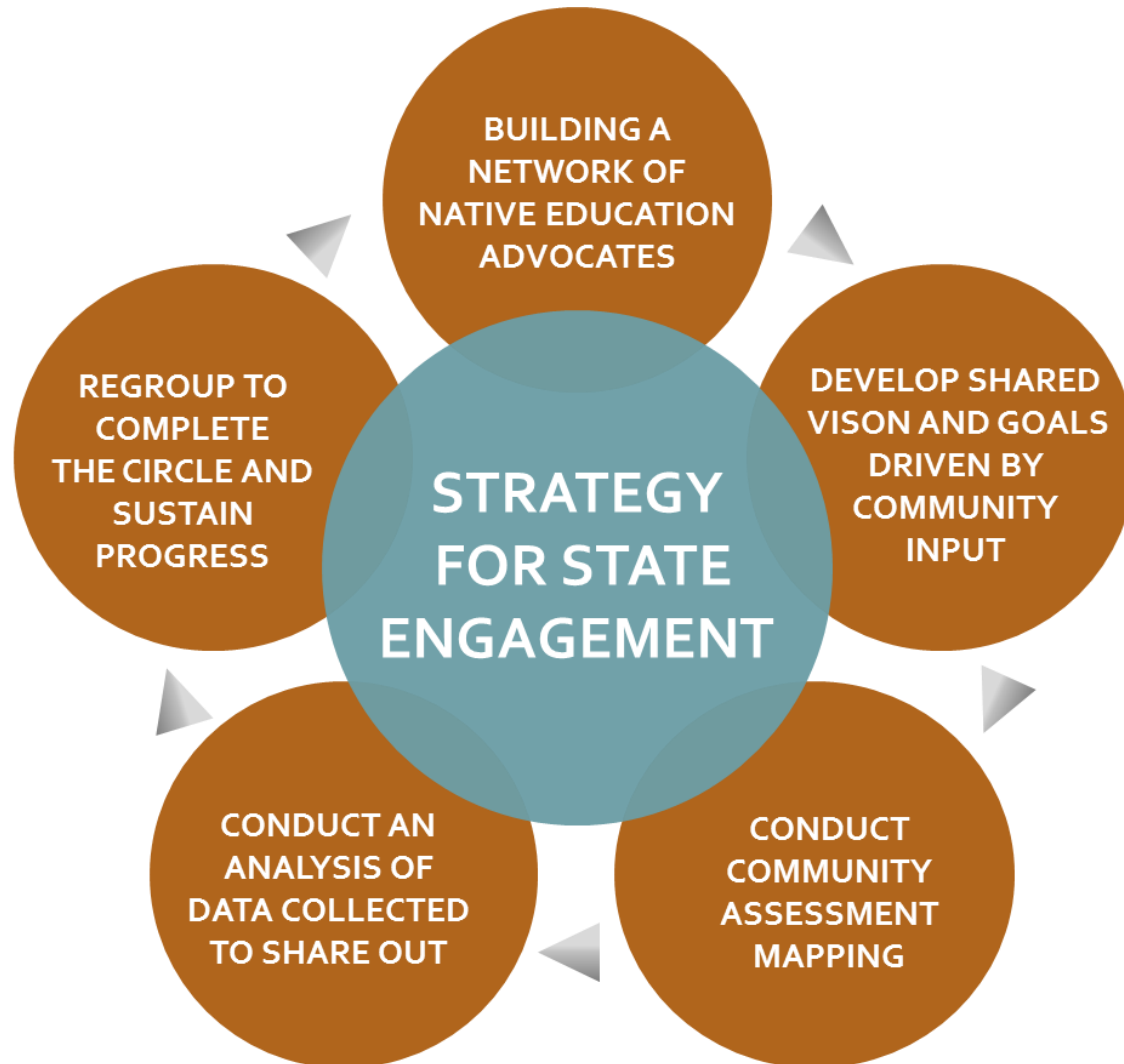 BUILDING A
NETWORK OF
NATIVE EDUCATION
ADVOCATES
DEVELOP SHARED
VISON AND GOALS
DRIVEN BY
COMMUNITY
INPUT
CONDUCT
COMMUNITY
ASSESSMENT
MAPPING
CONDUCT AN
ANALYSIS OF
DATA COLLECTED
TO SHARE OUT
REGROUP TO
COMPLETE
THE CIRCLE AND
SUSTAIN
PROGRESS
STRATEGY
FOR STATE
ENGAGEMENT